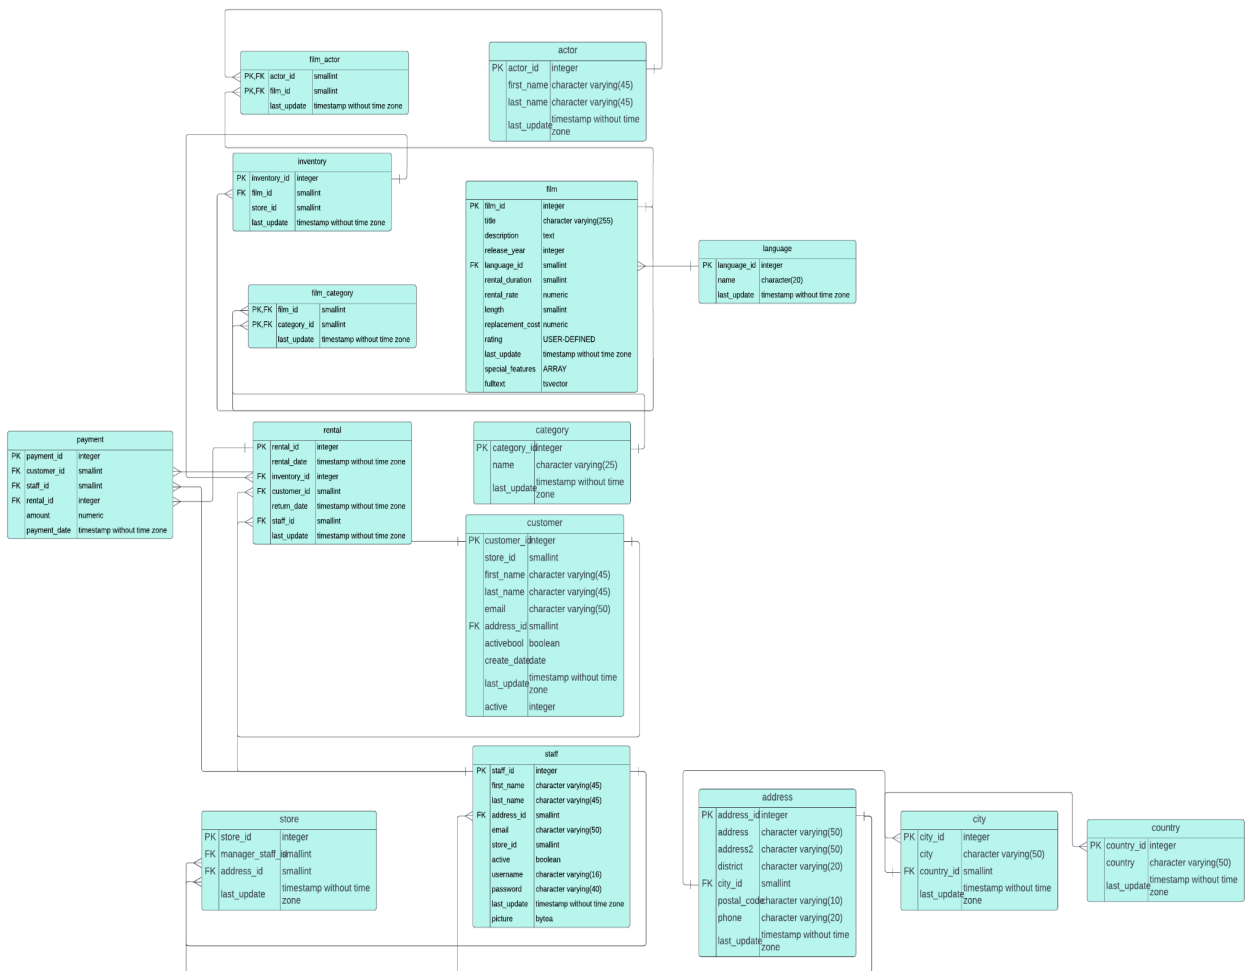 film_actor
PK,FK actor_id smallint
PK,FK film_id smallint
last_update timestamp without time zone
actor
PK actor_id integer
first_name character varying(45)
last_name character varying(45)
last_update timestamp without time
zone
inventory
PK inventory_id integer
FK film_id smallint
store_id smallint
last_update timestamp without time zone
film
PK film_id integer
title character varying(255)
description text
release_year integer
FK language_id smallint
rental_duration smallint
rental_rate numeric
length smallint
replacement_cost numeric
rating USER-DEFINED
last_update timestamp without time zone
special_features ARRAY
fulltext tsvector
language
PK language_id integer
name character(20)
last_update timestamp without time zone
film_category
PK,FK film_id smallint
PK,FK category_id smallint
last_update timestamp without time zone
payment
PK payment_id integer
FK customer_id smallint
FK staff_id smallint
FK rental_id integer
amount numeric
payment_date timestamp without time zone
rental
PK rental_id integer
rental_date timestamp without time zone
FK inventory_id integer
FK customer_id smallint
return_date timestamp without time zone
FK staff_id smallint
last_update timestamp without time zone
category
PK category_id integer
name character varying(25)
last_update timestamp without time
zone
customer
PK customer_id integer
store_id smallint
first_name character varying(45)
last_name character varying(45)
email character varying(50)
FK address_id smallint
activebool boolean
create_date date
last_update timestamp without time
zone
active integer
staff
PK staff_id integer
first_name character varying(45)
last_name character varying(45)
FK address_id smallint
email character varying(50)
store_id smallint
active boolean
username character varying(16)
password character varying(40)
last_update timestamp without time zone
picture bytea
store
PK store_id integer
FK manager_staff_id smallint
FK address_id smallint
last_update timestamp without time
zone
address
PK address_id integer
address character varying(50)
address2 character varying(50)
district character varying(20)
FK city_id smallint
postal_code character varying(10)
phone character varying(20)
last_update timestamp without time
zone
city
PK city_id integer
city character varying(50)
FK country_id smallint
last_update timestamp without time
zone
country
PK country_id integer
country character varying(50)
last_update timestamp without time
zone